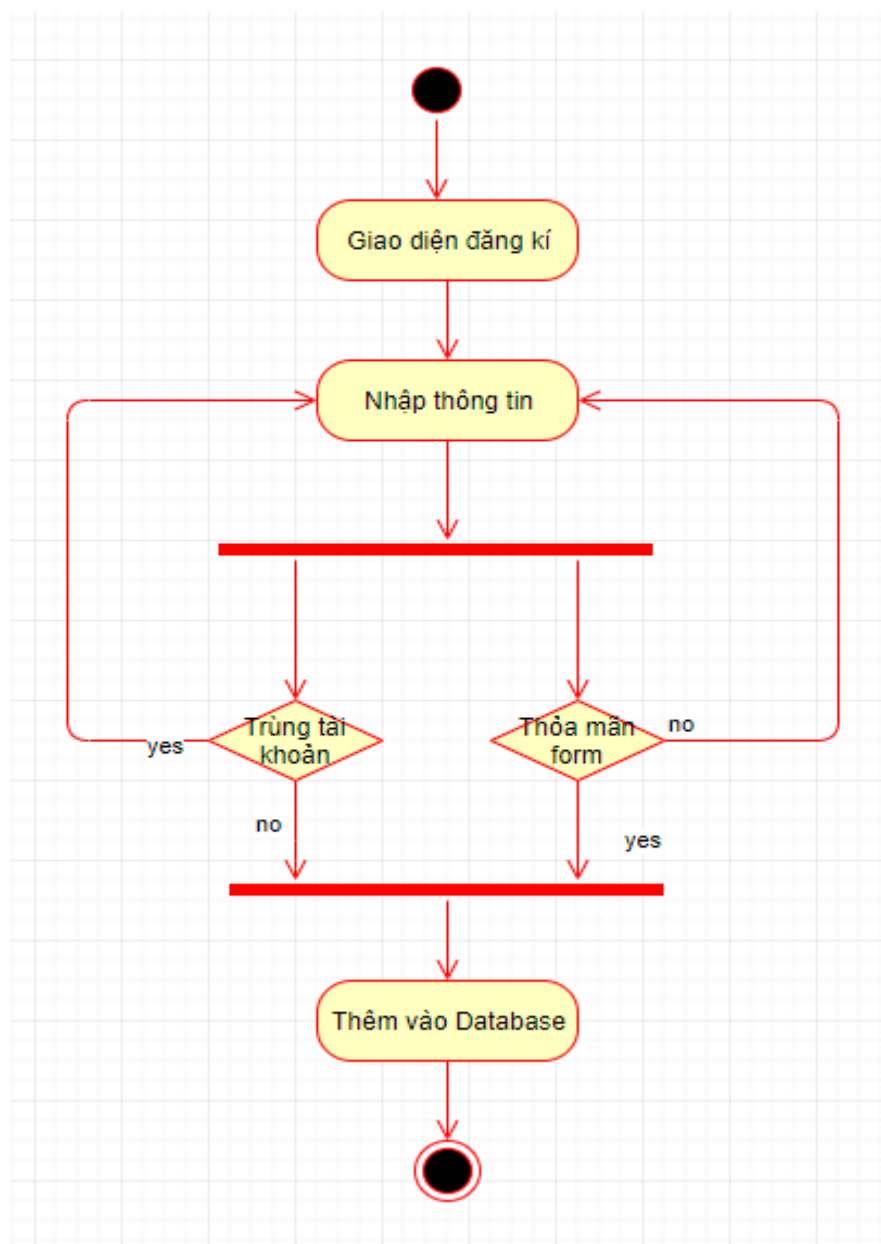 Giao diện đăng kí
Nhập thông tin
Trùng tài
khoản
Thỏa mãn
form
yes
no
no
yes
Thêm vào Database